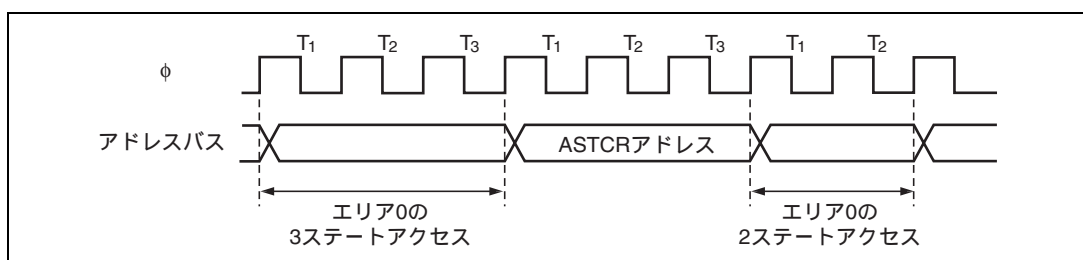 T1 T2 T3 T1 T2 T3 T1 T2
φ
アドレスバス
ASTCRアドレス
エリア0の
3ステートアクセス
エリア0の
2ステートアクセス